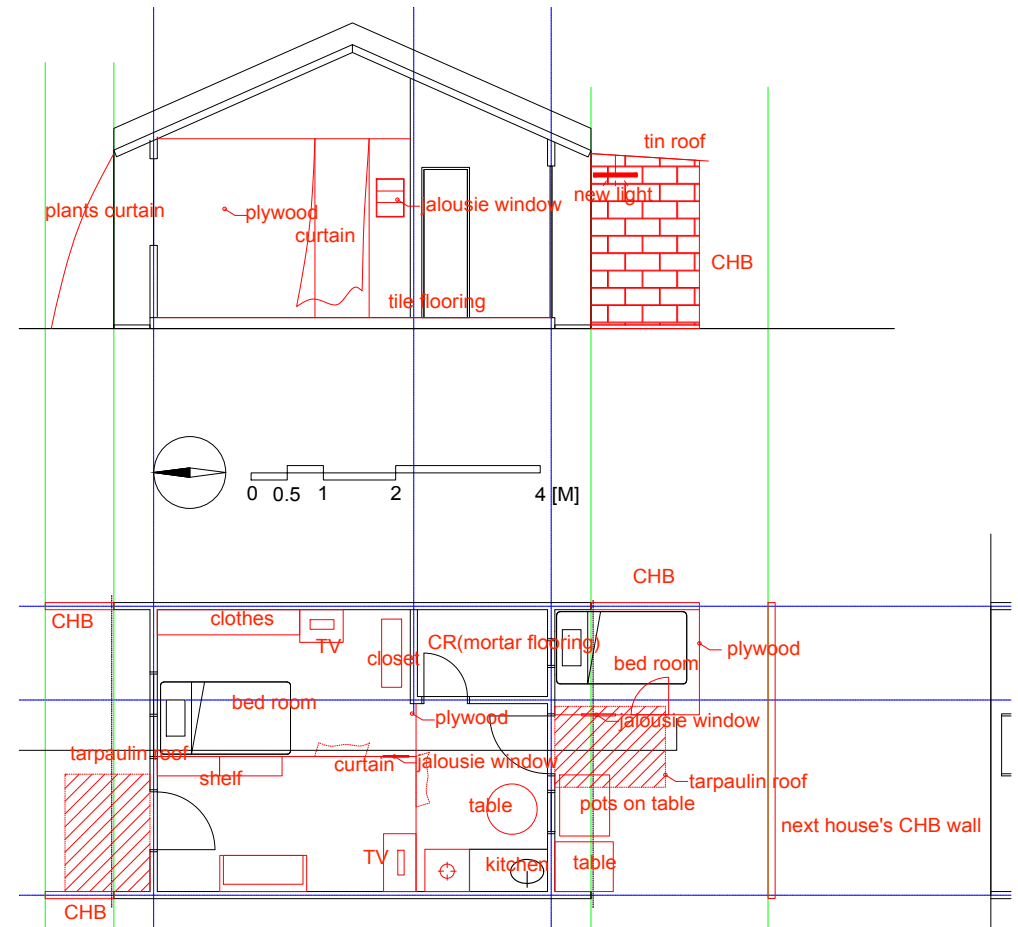 tin roof
new light
plants curtain
plywood
jalousie window
curtain
CHB
tile flooring
0 0.5 1 2 4 [M]
CHB
CHB
clothes
TV
closet
CR(mortar flooring)
plywood
bed room
bed room
plywood
jalousie window
tarpaulin roof
curtain
jalousie window
shelf
tarpaulin roof
table
pots on table
next house's CHB wall
TV
kitchen
table
CHB